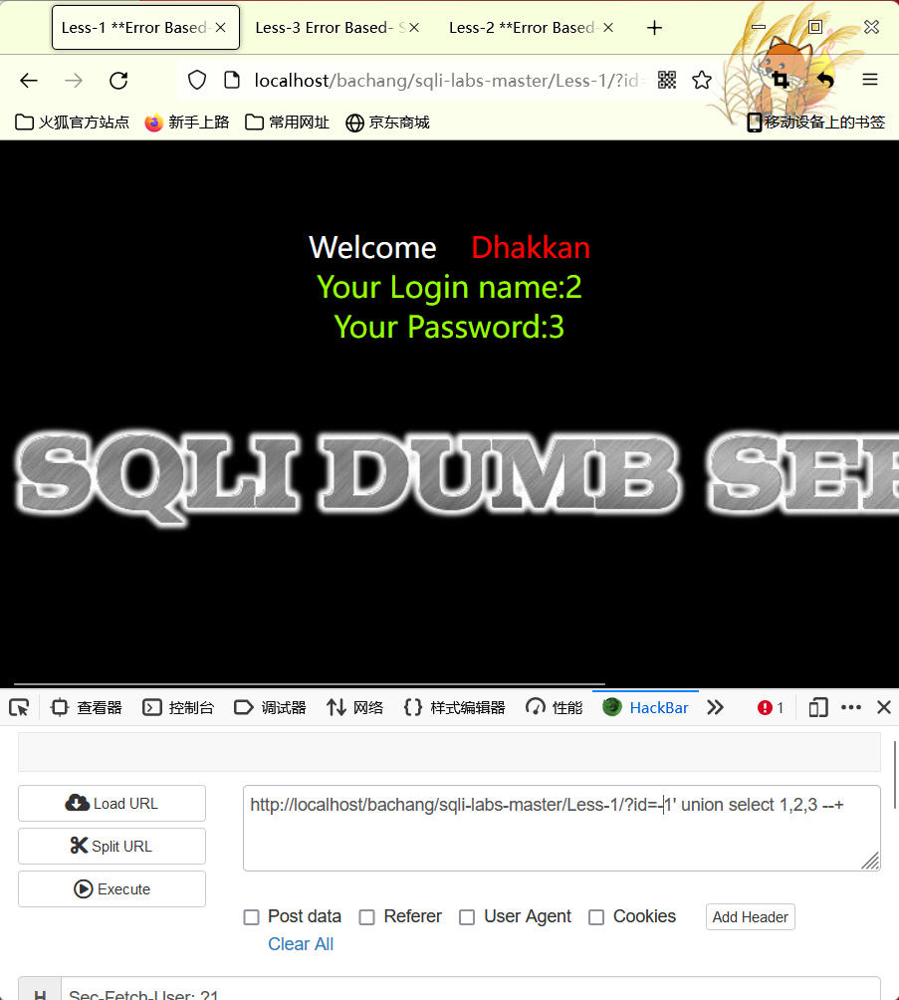 Less-1 **Error Based-
Less-3 Error Based- S
Less-2 **Error Based-
localhost/bachang/sqli-labs-master/Less-1/?id=
火狐官方站点 新手上路 常用网址 京东商城 移动设备上的书签
Welcome Dhakkan
Your Login name:2
Your Password:3
SQLI DUMB
查看器 控制台 调试器 网络 样式编辑器 性能 HackBar 1
Load URL
http://localhost/bachang/sqli-labs-master/Less-1/?id=-1' union select 1,2,3 --+
Split URL
Execute
Post data Referer User Agent Cookies Add Header
Clear All
H Sec-Fetch-User: ?1